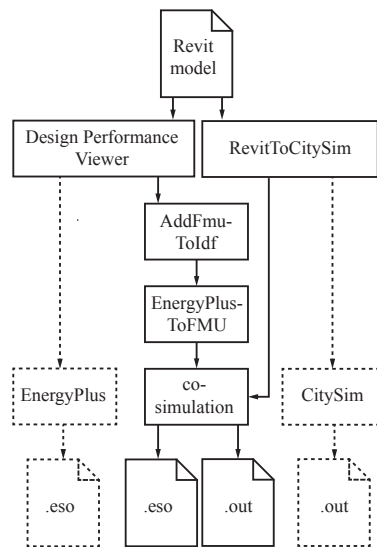 Revit
model
Design Performance
Viewer
RevitToCitySim
AddFmu-
ToIdf
EnergyPlus-
ToFMU
EnergyPlus
co-
simulation
CitySim
.eso
.eso
.out
.out